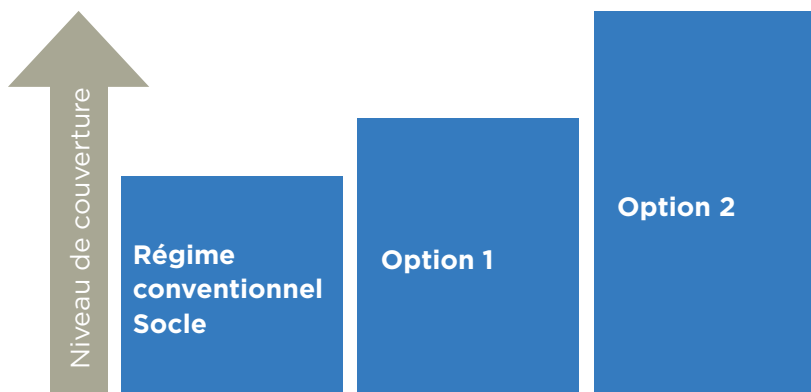 Niveau de couverture
Régime
conventionnel
Socle
Option 1
Option 2